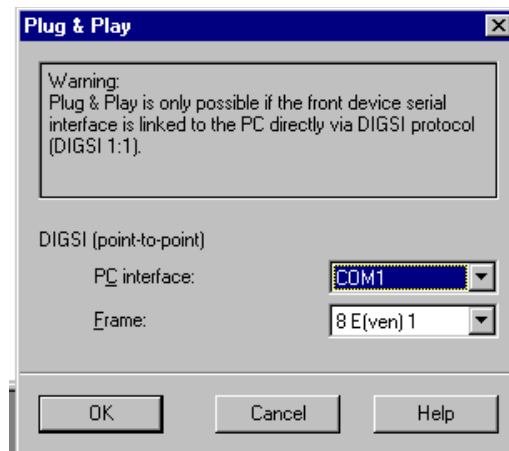 Plug & Play
Warning:
Plug & Play is only possible if the front device serial
interface is linked to the PC directly via DIGSI protocol
(DIGSI 1:1).
DIGSI (point-to-point)
PC interface: COM1
Frame: 8 E(ven) 1
OK Cancel Help